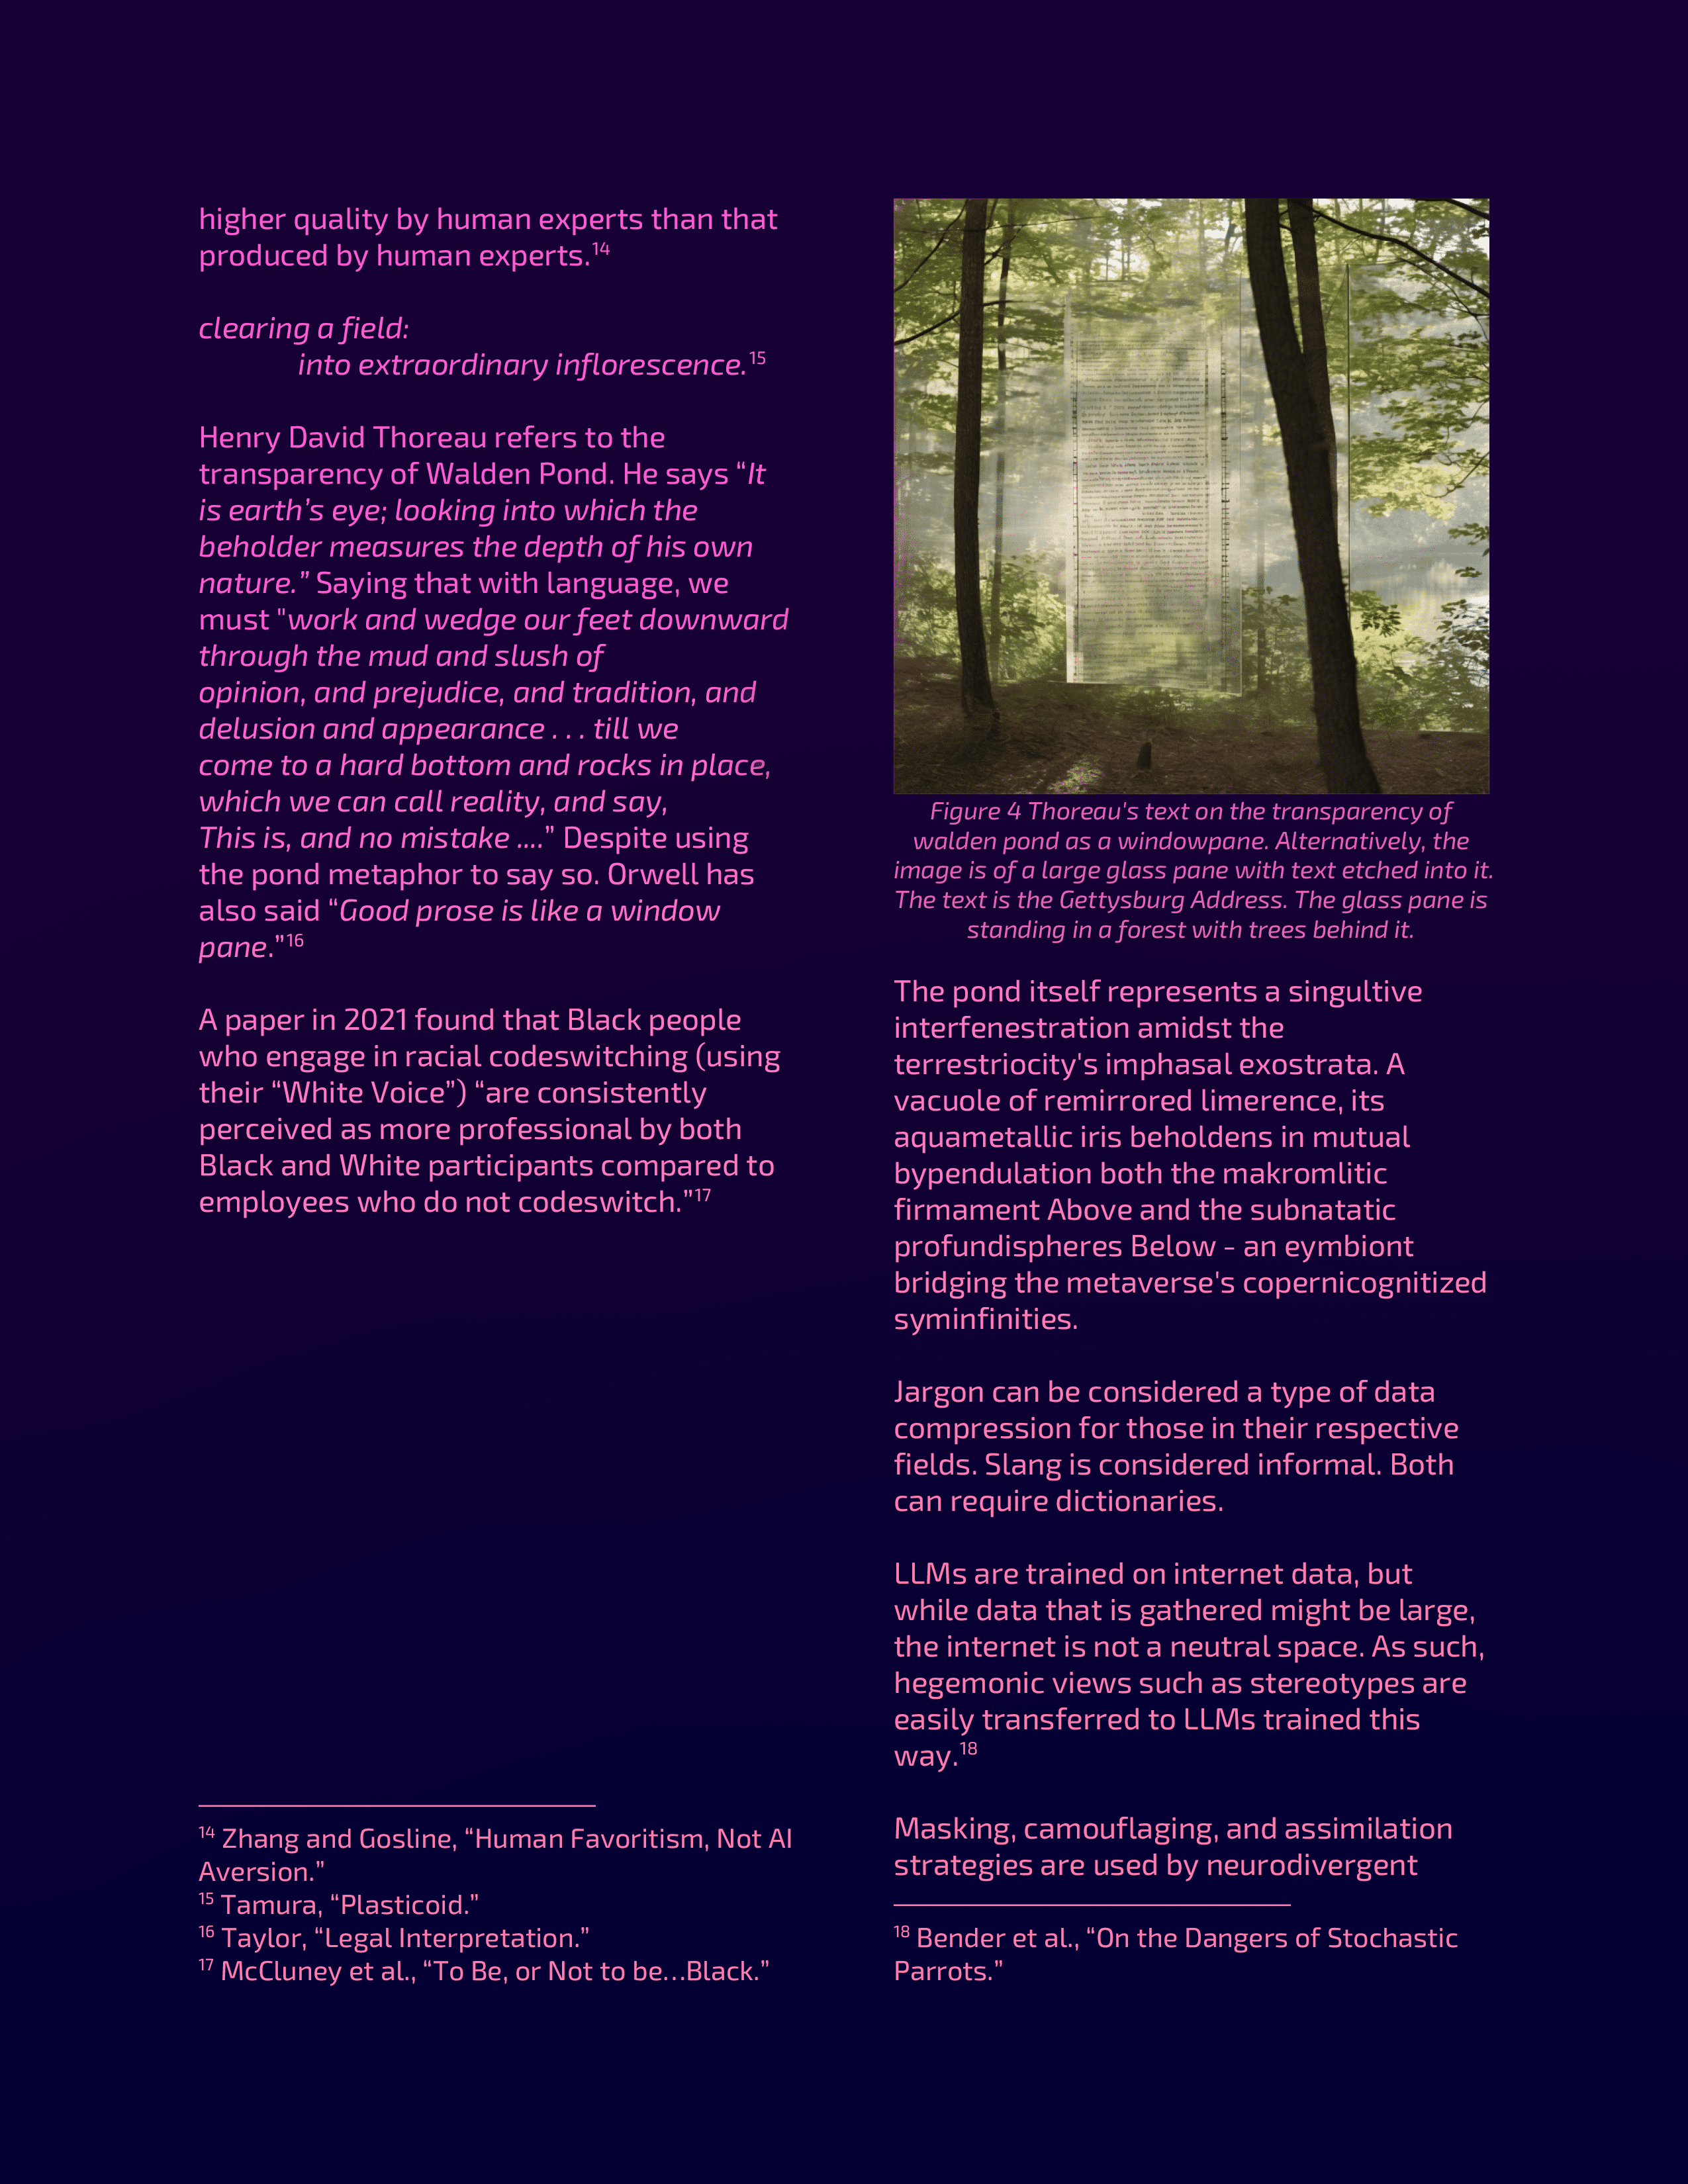 higher quality by human experts than that
produced by human experts.¹⁴
clearing a field:
into extraordinary inflorescence.¹⁵
Henry David Thoreau refers to the
transparency of Walden Pond. He says “It
is earth’s eye; looking into which the
beholder measures the depth of his own
nature.” Saying that with language, we
must "work and wedge our feet downward
through the mud and slush of
opinion, and prejudice, and tradition, and
delusion and appearance . . . till we
come to a hard bottom and rocks in place,
which we can call reality, and say,
This is, and no mistake ....” Despite using
the pond metaphor to say so. Orwell has
also said “Good prose is like a window
pane.”¹⁶
A paper in 2021 found that Black people
who engage in racial codeswitching (using
their “White Voice”) “are consistently
perceived as more professional by both
Black and White participants compared to
employees who do not codeswitch.”¹⁷
¹⁴ Zhang and Gosline, “Human Favoritism, Not AI
Aversion.”
¹⁵ Tamura, “Plasticoid.”
¹⁶ Taylor, “Legal Interpretation.”
¹⁷ McCluney et al., “To Be, or Not to be…Black.”
Figure 4 Thoreau's text on the transparency of
walden pond as a windowpane. Alternatively, the
image is of a large glass pane with text etched into it.
The text is the Gettysburg Address. The glass pane is
standing in a forest with trees behind it.
The pond itself represents a singultive
interfenestration amidst the
terrestriocity's imphasal exostrata. A
vacuole of remirrored limerence, its
aquametallic iris beholdens in mutual
bypendulation both the makromlitic
firmament Above and the subnatatic
profundispheres Below - an eymbiont
bridging the metaverse's copernicognitized
syminfinities.
Jargon can be considered a type of data
compression for those in their respective
fields. Slang is considered informal. Both
can require dictionaries.
LLMs are trained on internet data, but
while data that is gathered might be large,
the internet is not a neutral space. As such,
hegemonic views such as stereotypes are
easily transferred to LLMs trained this
way.¹⁸
Masking, camouflaging, and assimilation
strategies are used by neurodivergent
¹⁸ Bender et al., “On the Dangers of Stochastic
Parrots.”